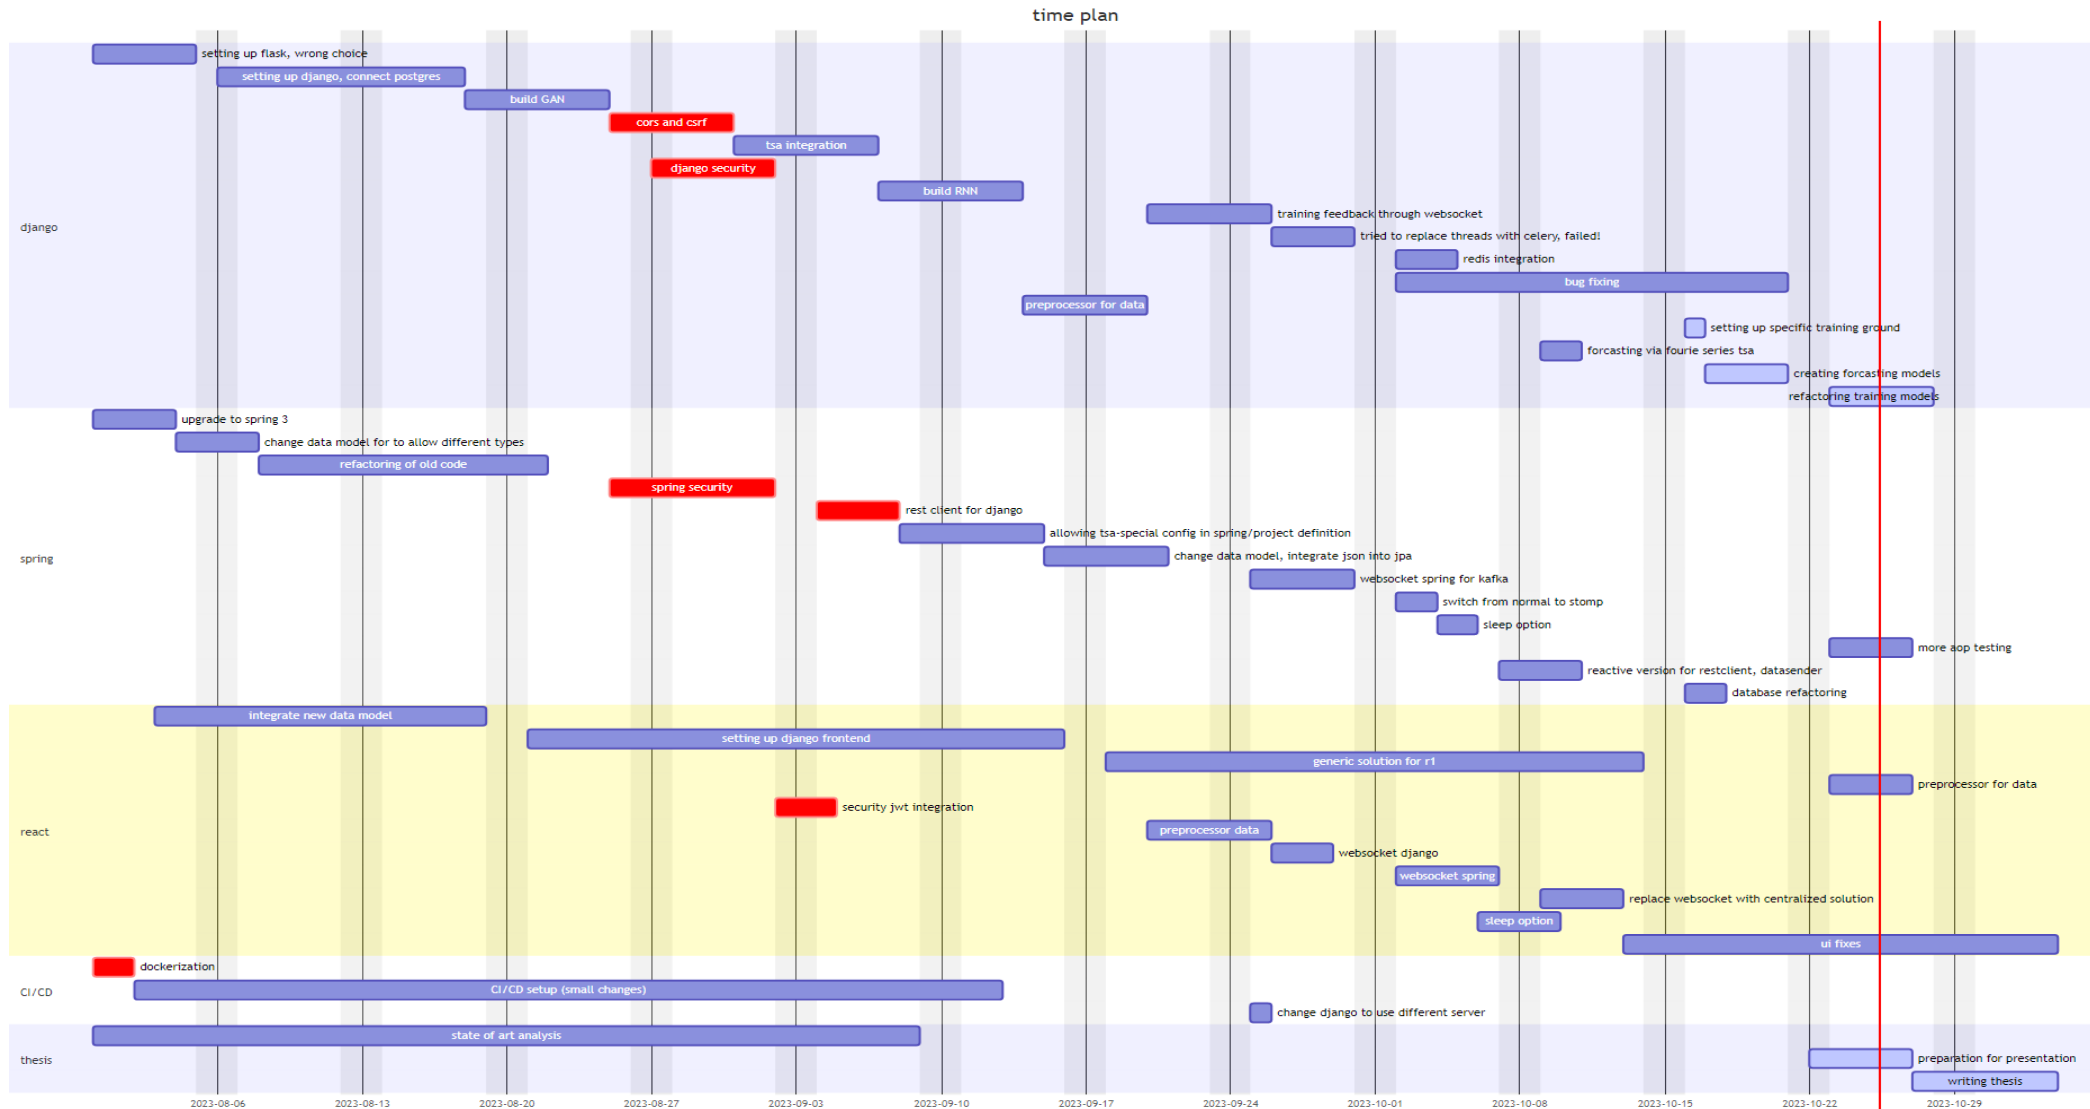 time plan
setting up flask, wrong choice
setting up django, connect postgres
build GAN
cors and csrf
tsa integration
django security
build RNN
training feedback through websocket
django
tried to replace threads with celery, failed!
redis integration
bug fixing
preprocessor for data
setting up specific training ground
forcasting via fourie series tsa
creating forcasting models
refactoring training models
upgrade to spring 3
change data model for to allow different types
refactoring of old code
spring security
rest client for django
allowing tsa-special config in spring/project definition
change data model, integrate json into jpa
spring
websocket spring for kafka
switch from normal to stomp
sleep option
more aop testing
reactive version for restclient, datasender
database refactoring
integrate new data model
setting up django frontend
generic solution for r1
preprocessor for data
security jwt integration
react
preprocessor data
websocket django
websocket spring
replace websocket with centralized solution
sleep option
ui fixes
dockerization
CI/CD
CI/CD setup (small changes)
change django to use different server
state of art analysis
thesis
preparation for presentation
writing thesis
2023-08-06 2023-08-13 2023-08-20 2023-08-27 2023-09-03 2023-09-10 2023-09-17 2023-09-24 2023-10-01 2023-10-08 2023-10-15 2023-10-22 2023-10-29